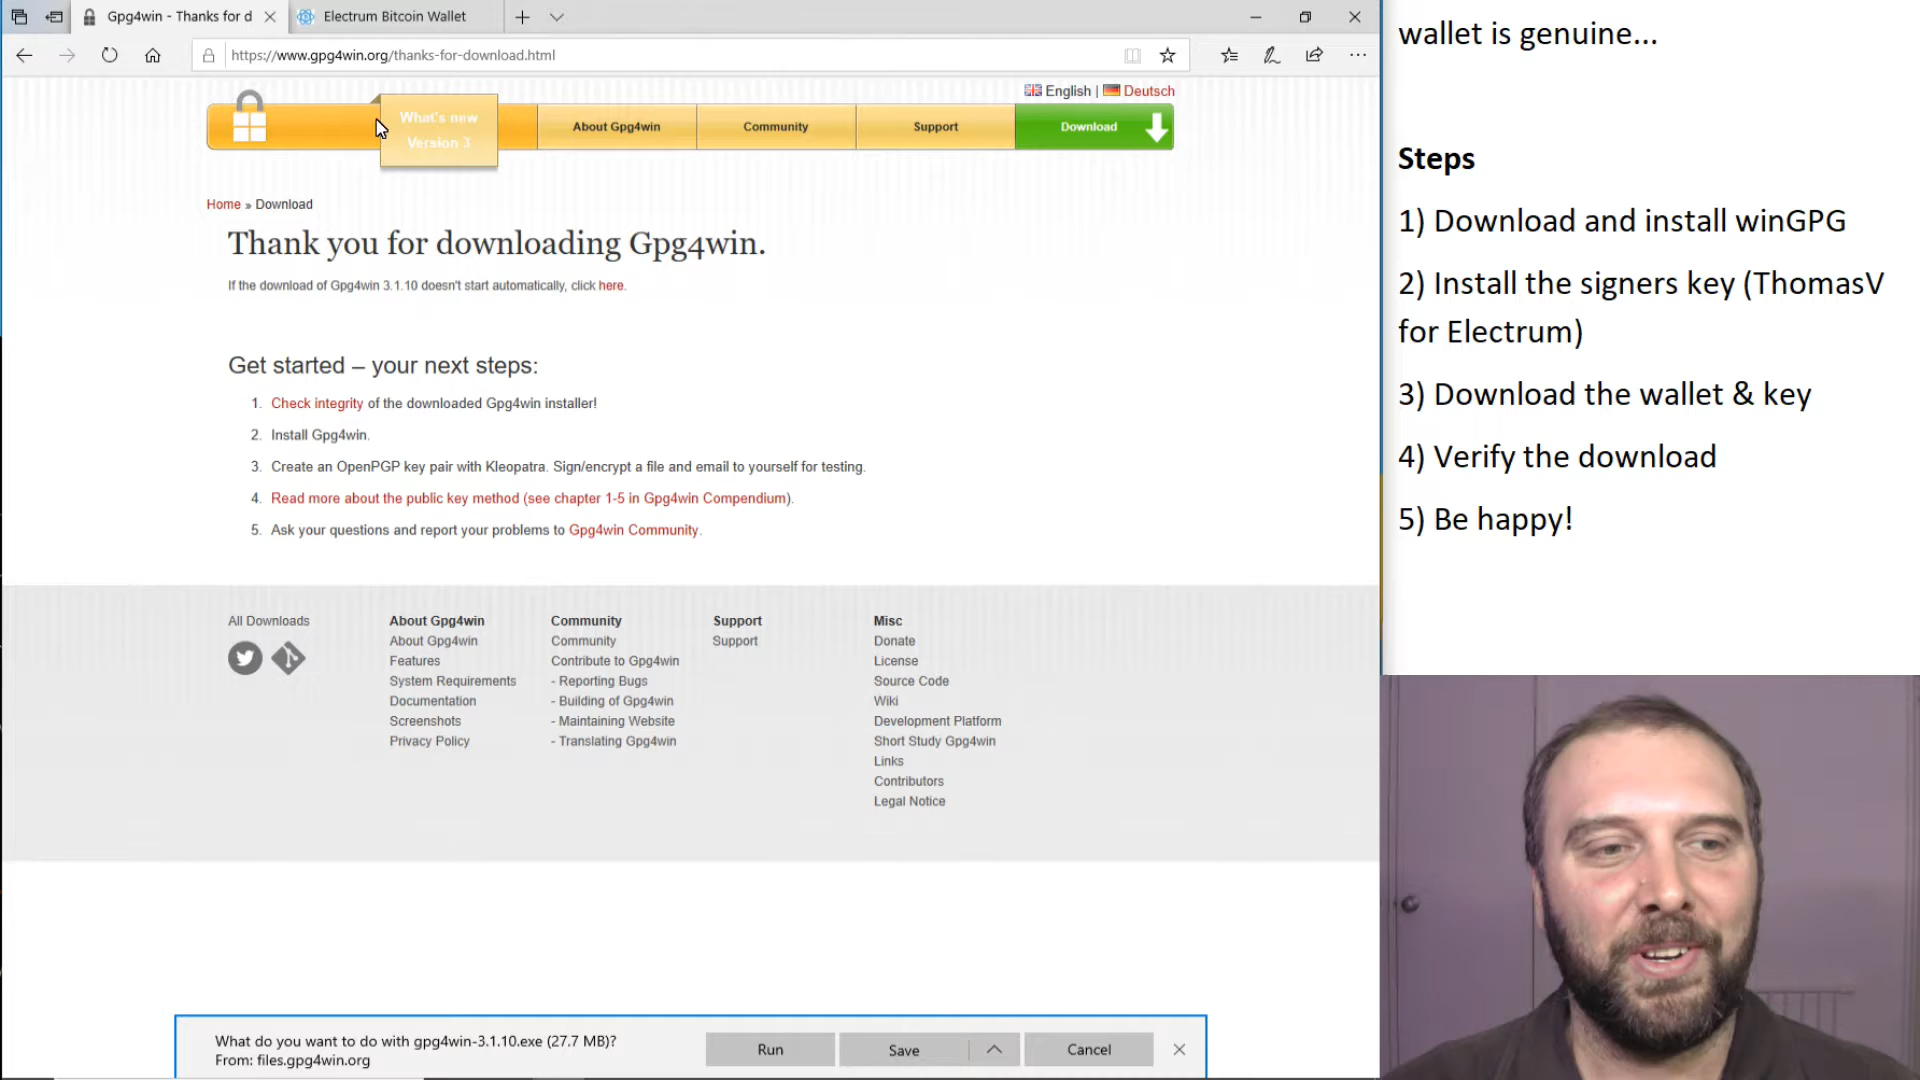 Gpg4win - Thanks for d
Electrum Bitcoin Wallet
https://www.gpg4win.org/thanks-for-download.html
English | Deutsch
What's new
Version 3
About Gpg4win
Community
Support
Download
Home » Download
Thank you for downloading Gpg4win.
If the download of Gpg4win 3.1.10 doesn't start automatically, click here.
Get started – your next steps:
1. Check integrity of the downloaded Gpg4win installer!
2. Install Gpg4win.
3. Create an OpenPGP key pair with Kleopatra. Sign/encrypt a file and email to yourself for testing.
4. Read more about the public key method (see chapter 1-5 in Gpg4win Compendium).
5. Ask your questions and report your problems to Gpg4win Community.
All Downloads
About Gpg4win
About Gpg4win
Features
System Requirements
Documentation
Screenshots
Privacy Policy
Community
Community
Contribute to Gpg4win
- Reporting Bugs
- Building of Gpg4win
- Maintaining Website
- Translating Gpg4win
Support
Support
Misc
Donate
License
Source Code
Wiki
Development Platform
Short Study Gpg4win
Links
Contributors
Legal Notice
What do you want to do with gpg4win-3.1.10.exe (27.7 MB)?
From: files.gpg4win.org
Run
Save
Cancel
wallet is genuine...
Steps
1) Download and install winGPG
2) Install the signers key (ThomasV
for Electrum)
3) Download the wallet & key
4) Verify the download
5) Be happy!